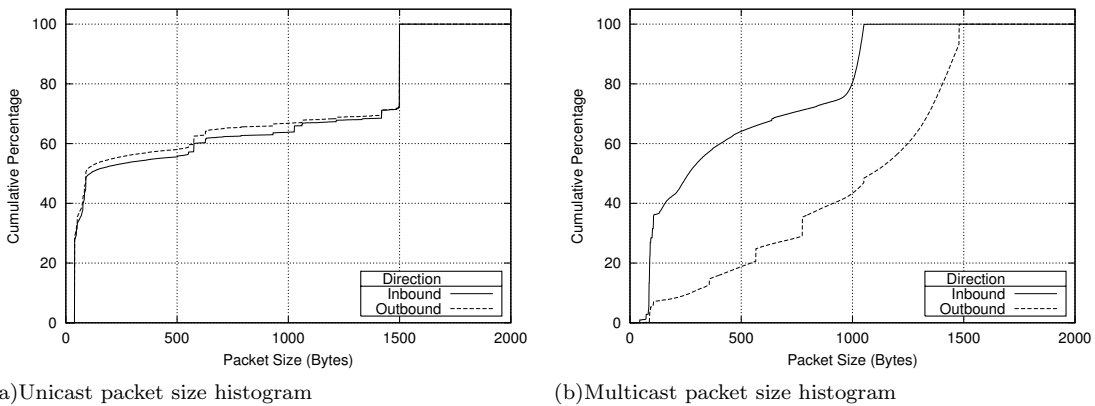 100
80
60
40
20
0
0 500 1000 1500 2000
Cumulative Percentage
Packet Size (Bytes)
Direction
Inbound
Outbound
a)Unicast packet size histogram
100
80
60
40
20
0
0 500 1000 1500 2000
Cumulative Percentage
Packet Size (Bytes)
Direction
Inbound
Outbound
(b)Multicast packet size histogram